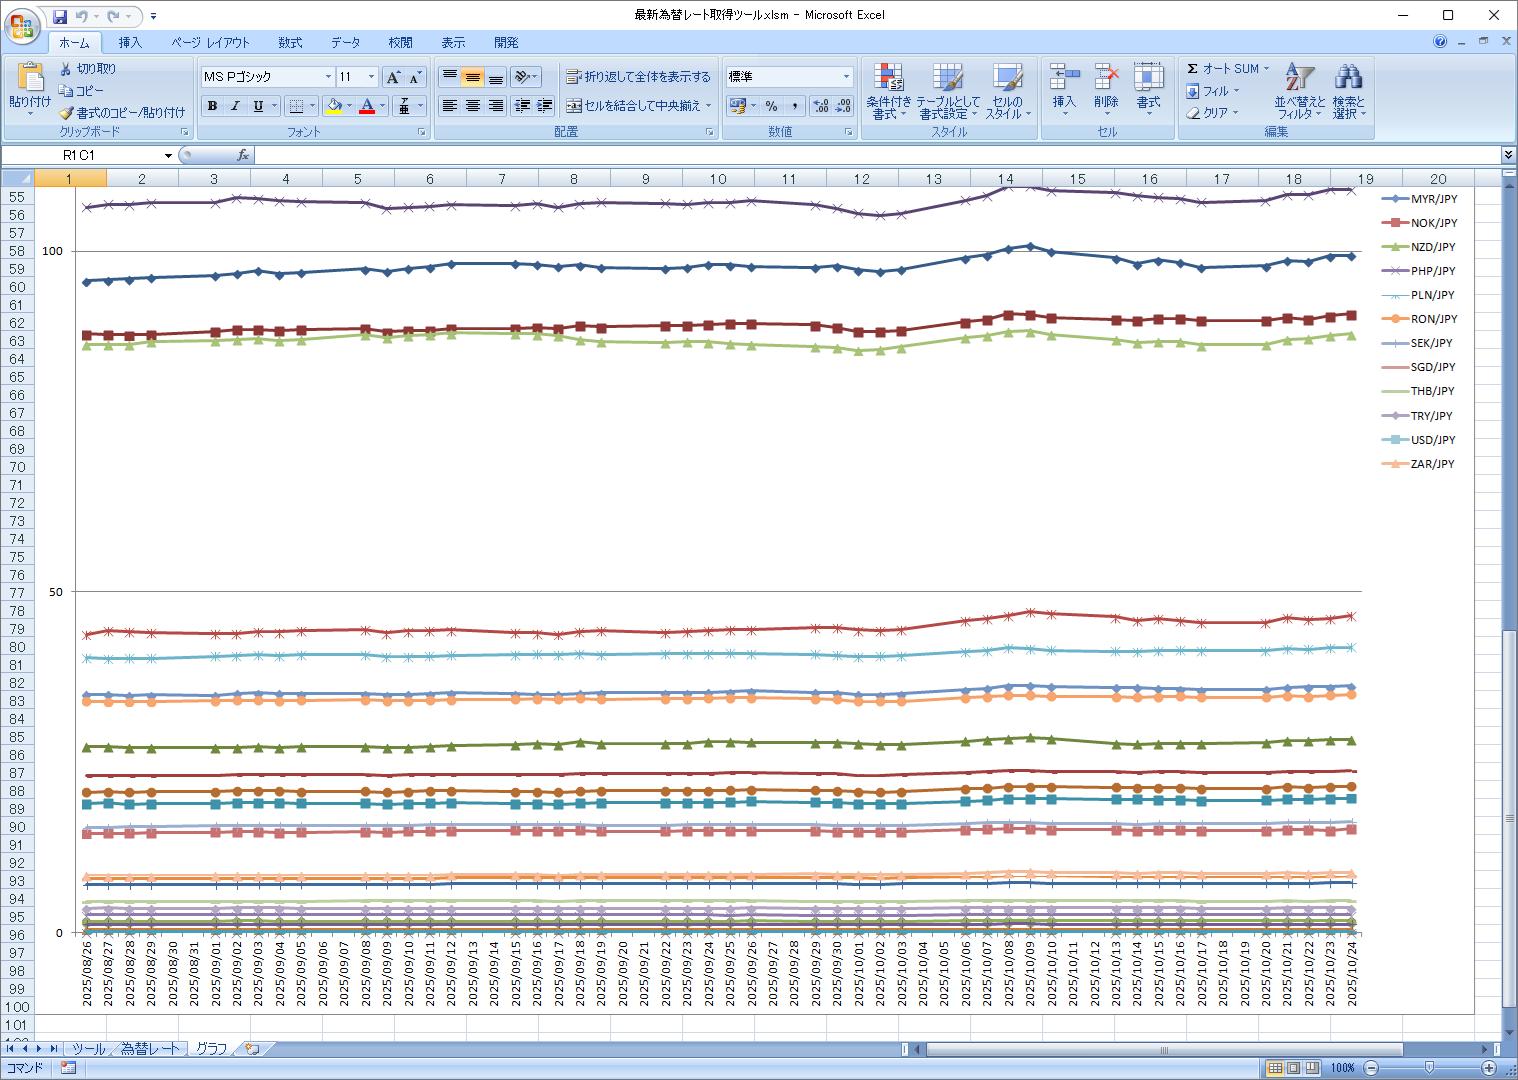 最新為替レート取得ツール.xlsm - Microsoft Excel
ホーム 挿入 ページ レイアウト 数式 データ 校閲 表示 開発
貼り付け
切り取り
コピー
書式のコピー/貼り付け
クリップボード
MS Pゴシック 11
B I U A 亜
フォント
折り返して全体を表示する
セルを結合して中央揃え
配置
標準
% ,
数値
条件付き書式
テーブルとして書式設定
セルのスタイル
スタイル
挿入 削除 書式
セル
Σ オート SUM
フィル
クリア
並べ替えとフィルタ
検索と選択
編集
R1C1 fx
1 2 3 4 5 6 7 8 9 10 11 12 13 14 15 16 17 18 19 20
55
56
57
58
59
60
61
62
63
64
65
66
67
68
69
70
71
72
73
74
75
76
77
78
79
80
81
82
83
84
85
86
87
88
89
90
91
92
93
94
95
96
97
98
99
100
101
100
50
0
MYR/JPY
NOK/JPY
NZD/JPY
PHP/JPY
PLN/JPY
RON/JPY
SEK/JPY
SGD/JPY
THB/JPY
TRY/JPY
USD/JPY
ZAR/JPY
2025/08/26
2025/08/27
2025/08/28
2025/08/29
2025/08/30
2025/08/31
2025/09/01
2025/09/02
2025/09/03
2025/09/04
2025/09/05
2025/09/06
2025/09/07
2025/09/08
2025/09/09
2025/09/10
2025/09/11
2025/09/12
2025/09/13
2025/09/14
2025/09/15
2025/09/16
2025/09/17
2025/09/18
2025/09/19
2025/09/20
2025/09/21
2025/09/22
2025/09/23
2025/09/24
2025/09/25
2025/09/26
2025/09/27
2025/09/28
2025/09/29
2025/09/30
2025/10/01
2025/10/02
2025/10/03
2025/10/04
2025/10/05
2025/10/06
2025/10/07
2025/10/08
2025/10/09
2025/10/10
2025/10/11
2025/10/12
2025/10/13
2025/10/14
2025/10/15
2025/10/16
2025/10/17
2025/10/18
2025/10/19
2025/10/20
2025/10/21
2025/10/22
2025/10/23
2025/10/24
ツール 為替レート グラフ
コマンド 100%